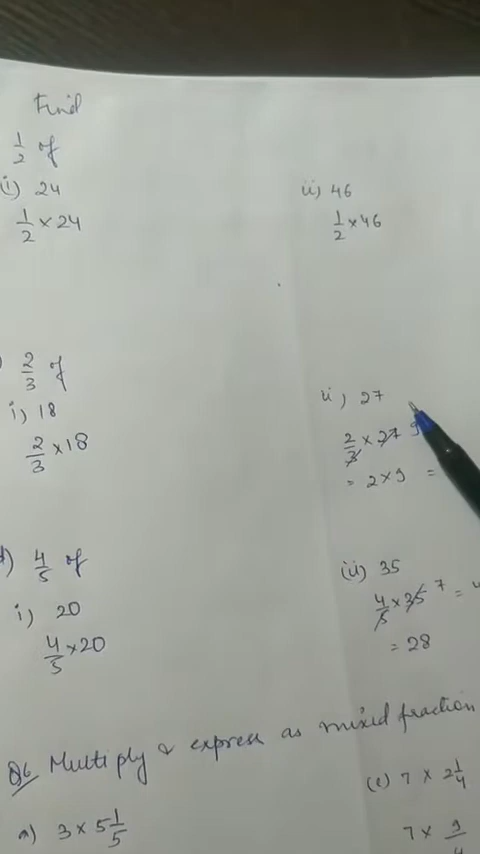 Find
1/2 of
(i) 24
1/2 × 24
ii) 46
1/2 × 46
2/3 of
i) 18
2/3 × 18
ii) 27
2/3 × 27 9
= 2 × 9 =
d) 4/5 of
i) 20
4/5 × 20
(ii) 35
4/5 × 35 7 =
= 28
Q6 Multiply & express as mixed fraction
a) 3 × 5 1/5
(e) 7 × 2 1/4
7 × 9/4